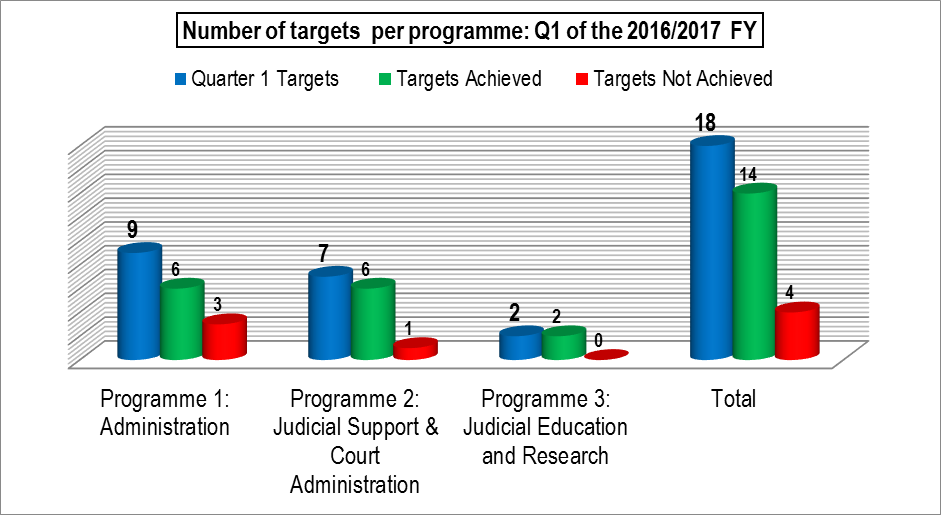 Number of targets per programme: Q1 of the 2016/2017 FY
Quarter 1 Targets Targets Achieved Targets Not Achieved
9
6
3
7
6
1
2
2
0
18
14
4
Programme 1:
Administration
Programme 2:
Judicial Support &
Court
Administration
Programme 3:
Judicial Education
and Research
Total